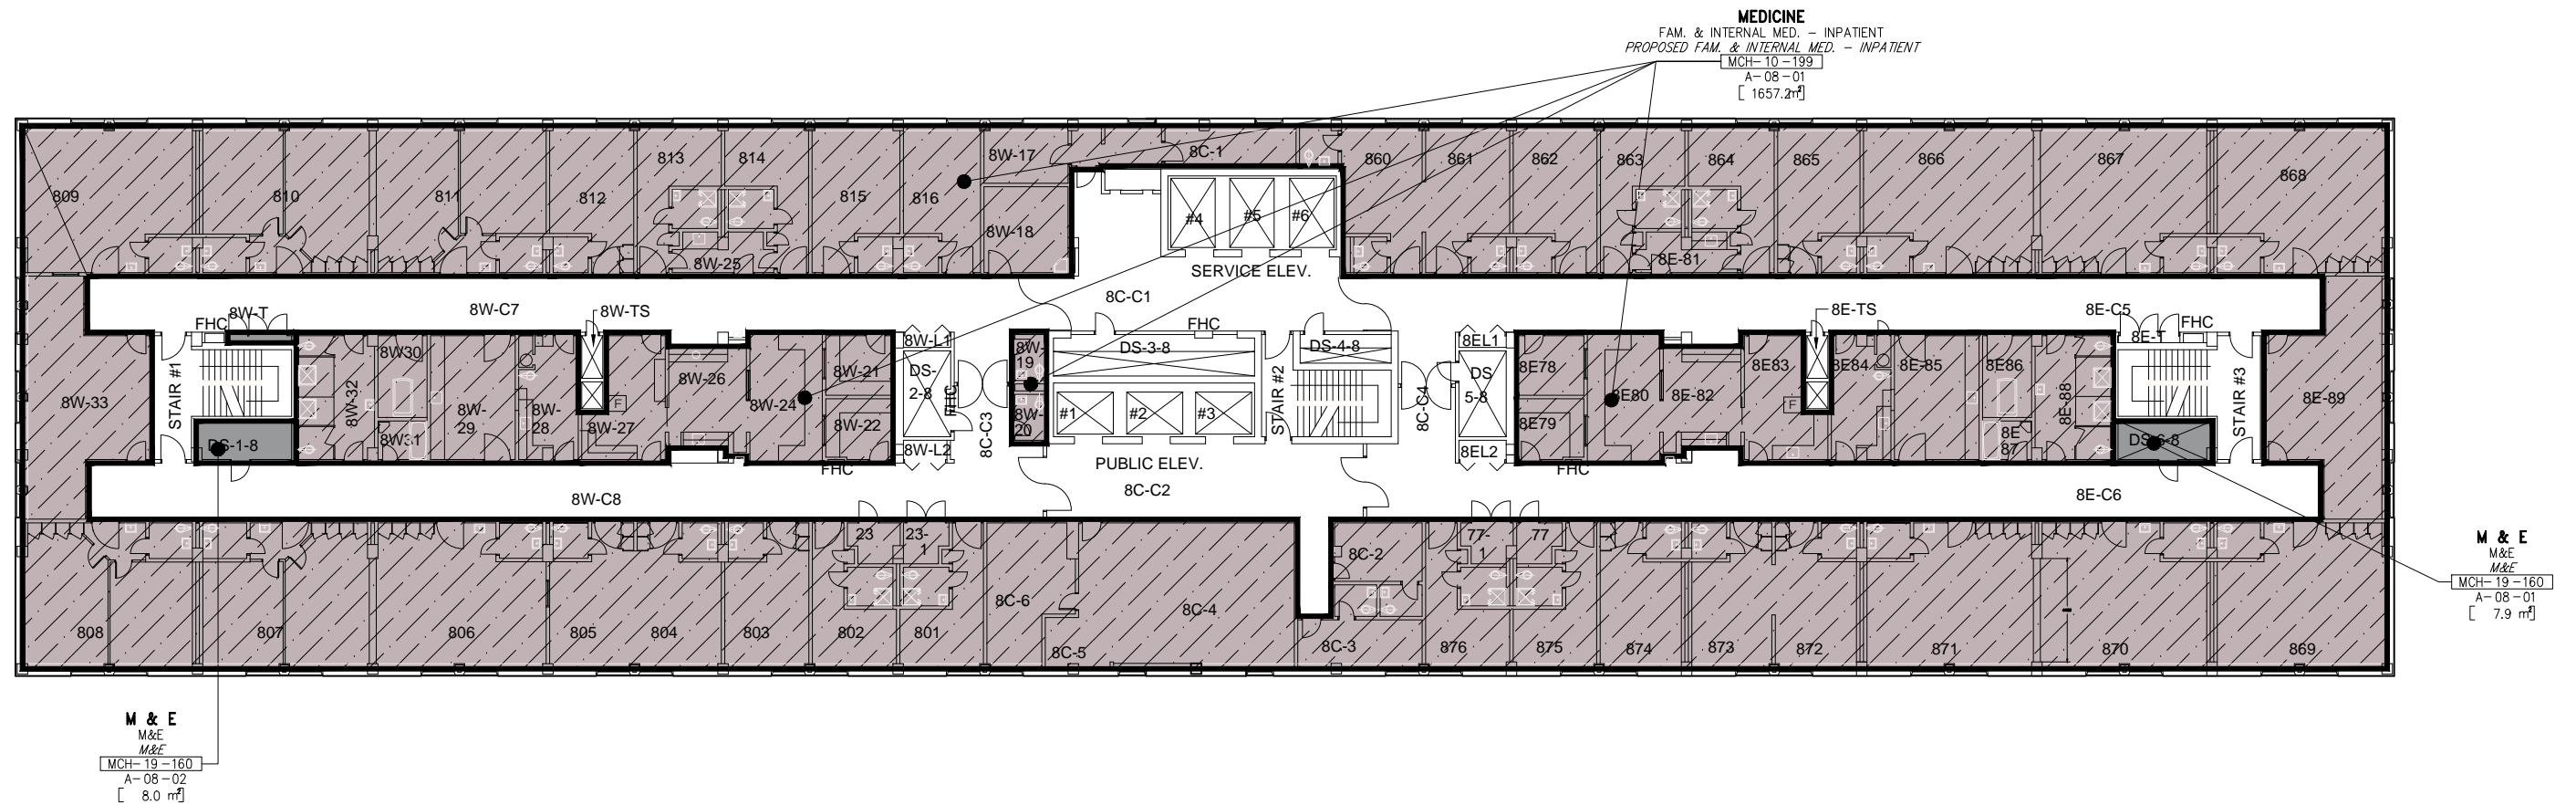 MEDICINE
FAM. & INTERNAL MED. – INPATIENT
PROPOSED FAM. & INTERNAL MED. – INPATIENT
MCH-10-199
A-08-01
[ 1657.2m²]
809
810
811
812
813
814
815
816
8W-17
8W-18
8W-25
8C-1
860
861
862
863
864
865
866
867
868
8E-81
#4
#5
#6
SERVICE ELEV.
8W-T
FHC
8W-C7
8W-TS
8C-C1
FHC
8E-TS
8E-C5
8E-T
FHC
8W-33
STAIR #1
DS-1-8
8W-32
8W30
8W31
8W-
29
8W-
28
8W-27
8W-26
8W-24
8W-21
8W-22
FHC
8W-L1
DS-
2-8
FHC
8W-L2
8C-C3
8W-
19
8W-
20
DS-3-8
#1
#2
#3
PUBLIC ELEV.
STAIR #2
DS-4-8
8C-C4
8EL1
DS
5-8
8EL2
8E78
8E79
FHC
8E80
8E-82
8E83
8E84
8E-85
8E86
8E
87
8E-88
DS-6-8
STAIR #3
8E-89
F
F
8W-C8
8C-C2
8E-C6
808
807
806
805
804
803
23
23-
1
802
801
8C-6
8C-5
8C-4
8C-2
8C-3
77-
1
77
876
875
874
873
872
871
870
869
M & E
M&E
M&E
MCH-19-160
A-08-01
[ 7.9 m²]
M & E
M&E
M&E
MCH-19-160
A-08-02
[ 8.0 m²]